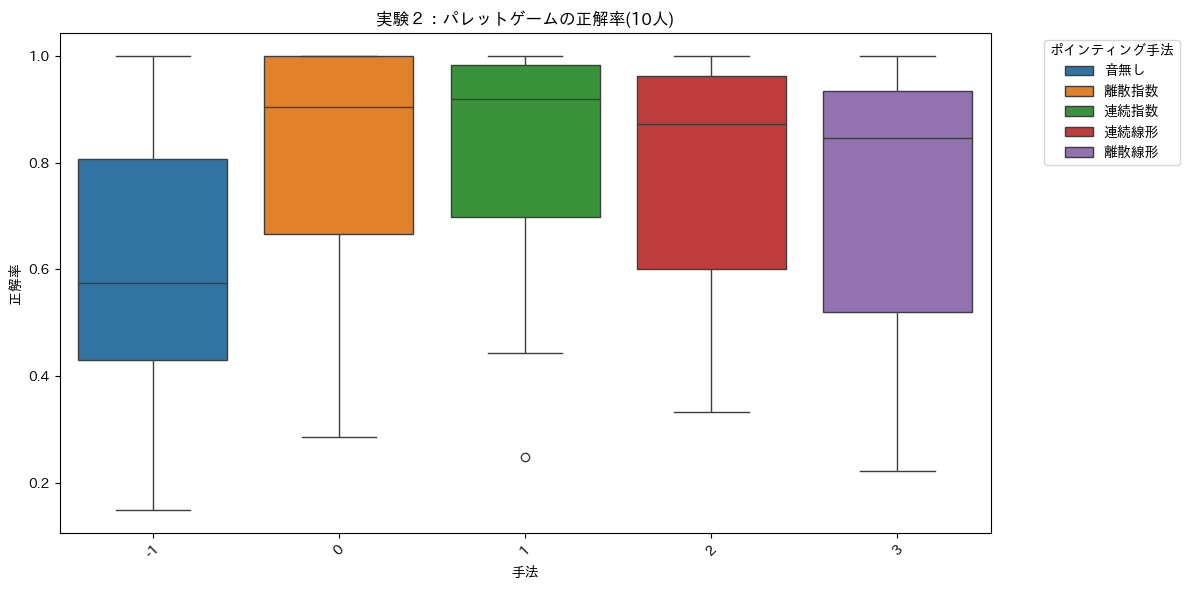 実験２：パレットゲームの正解率(10人)
ポインティング手法
音無し
離散指数
連続指数
連続線形
離散線形
正解率
1.0
0.8
0.6
0.4
0.2
-1
0
1
2
3
手法